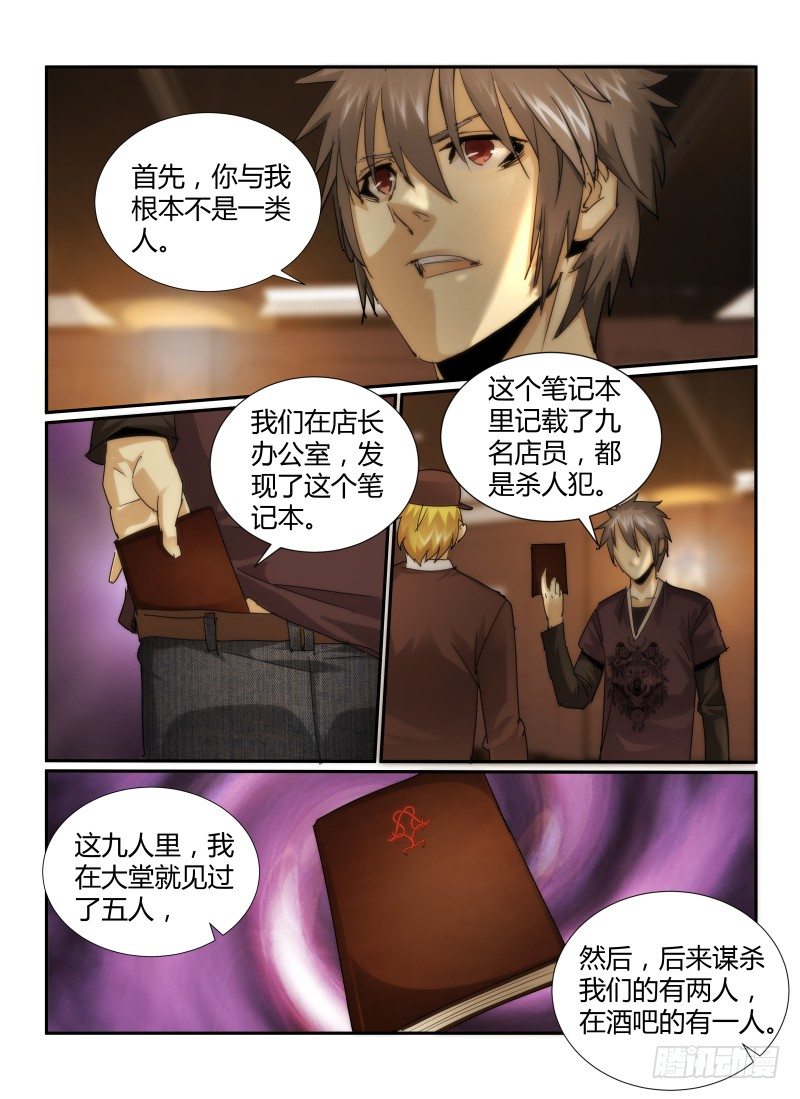 首先，你与我
根本不是一类
人。
我们在店长
办公室，发
现了这个笔
记本。
这个笔记本
里记载了九
名店员，都
是杀人犯。
这九人里，我
在大堂就见过
了五人，
然后，后来谋杀
我们的有两人，
在酒吧的有一人。
腾讯动漫